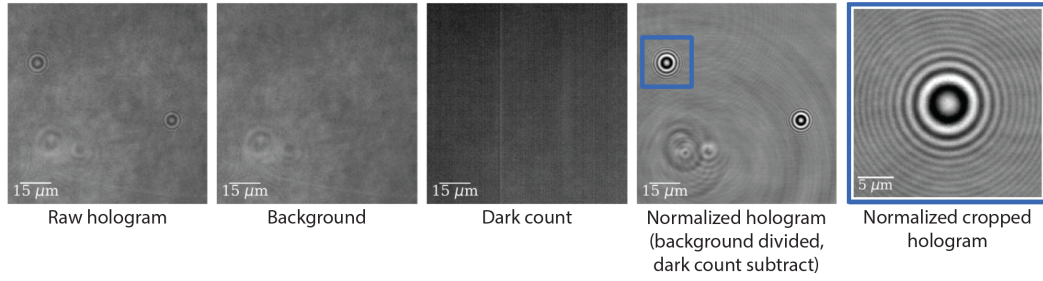 15 μm
15 μm
15 μm
15 μm
5 μm
Raw hologram
Background
Dark count
Normalized hologram
(background divided,
dark count subtract)
Normalized cropped
hologram